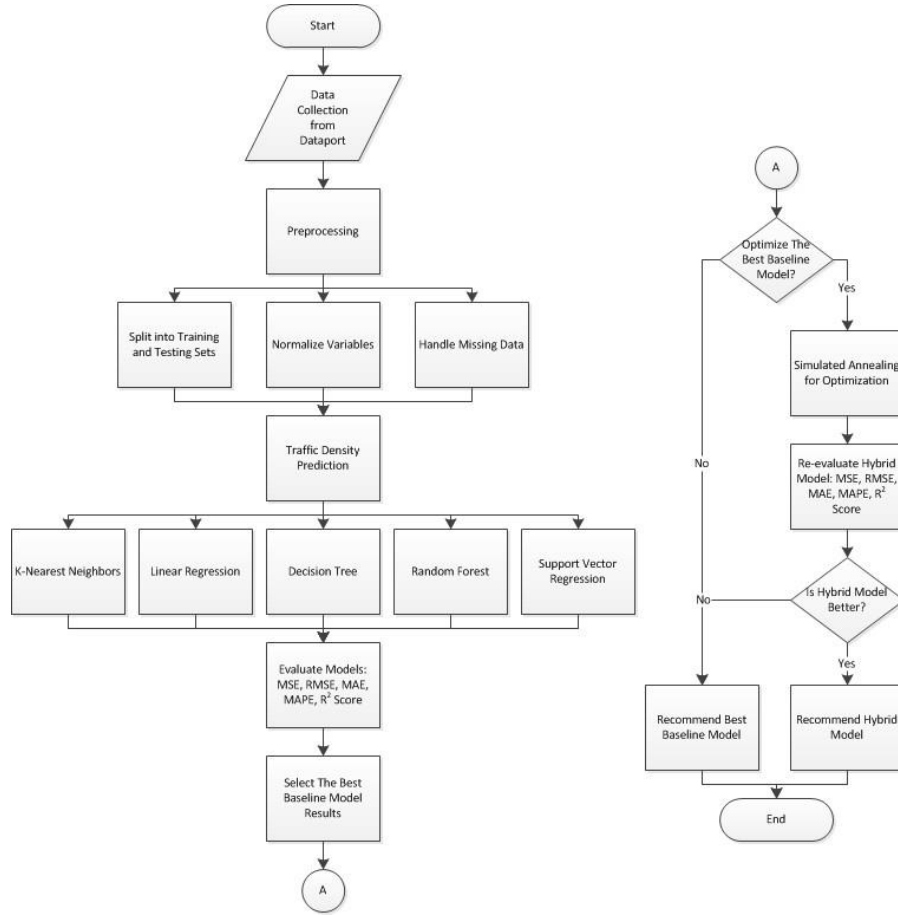 Start
Data
Collection
from
Dataport
Preprocessing
Split into Training
and Testing Sets
Normalize Variables
Handle Missing Data
Traffic Density
Prediction
K-Nearest Neighbors
Linear Regression
Decision Tree
Random Forest
Support Vector
Regression
Evaluate Models:
MSE, RMSE, MAE,
MAPE, R² Score
Select The Best
Baseline Model
Results
A
A
Optimize The
Best Baseline
Model?
Yes
Simulated Annealing
for Optimization
No
Re-evaluate Hybrid
Model: MSE, RMSE,
MAE, MAPE, R²
Score
Is Hybrid Model
Better?
No
Yes
Recommend Best
Baseline Model
Recommend Hybrid
Model
End